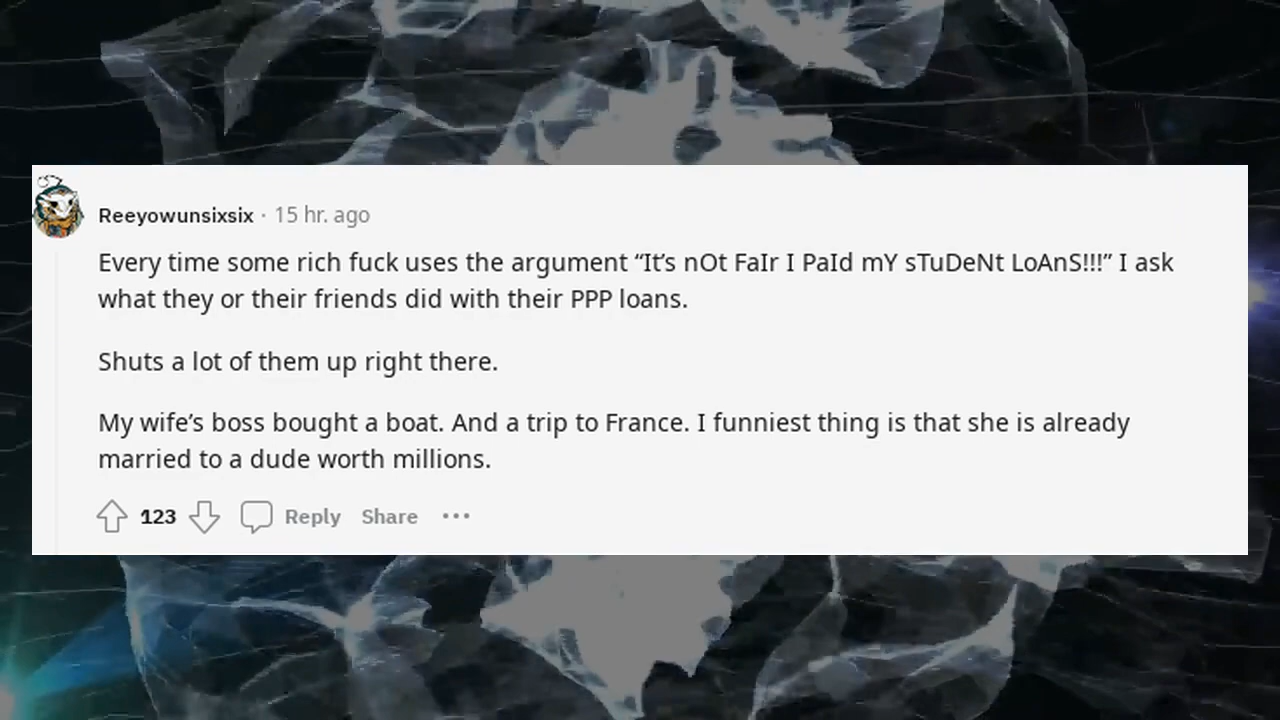 Reeyowunsixsix · 15 hr. ago
Every time some rich fuck uses the argument “It’s nOt FaIr I PaId mY sTuDeNt LoAnS!!!” I ask
what they or their friends did with their PPP loans.
Shuts a lot of them up right there.
My wife’s boss bought a boat. And a trip to France. I funniest thing is that she is already
married to a dude worth millions.
123 Reply Share ···